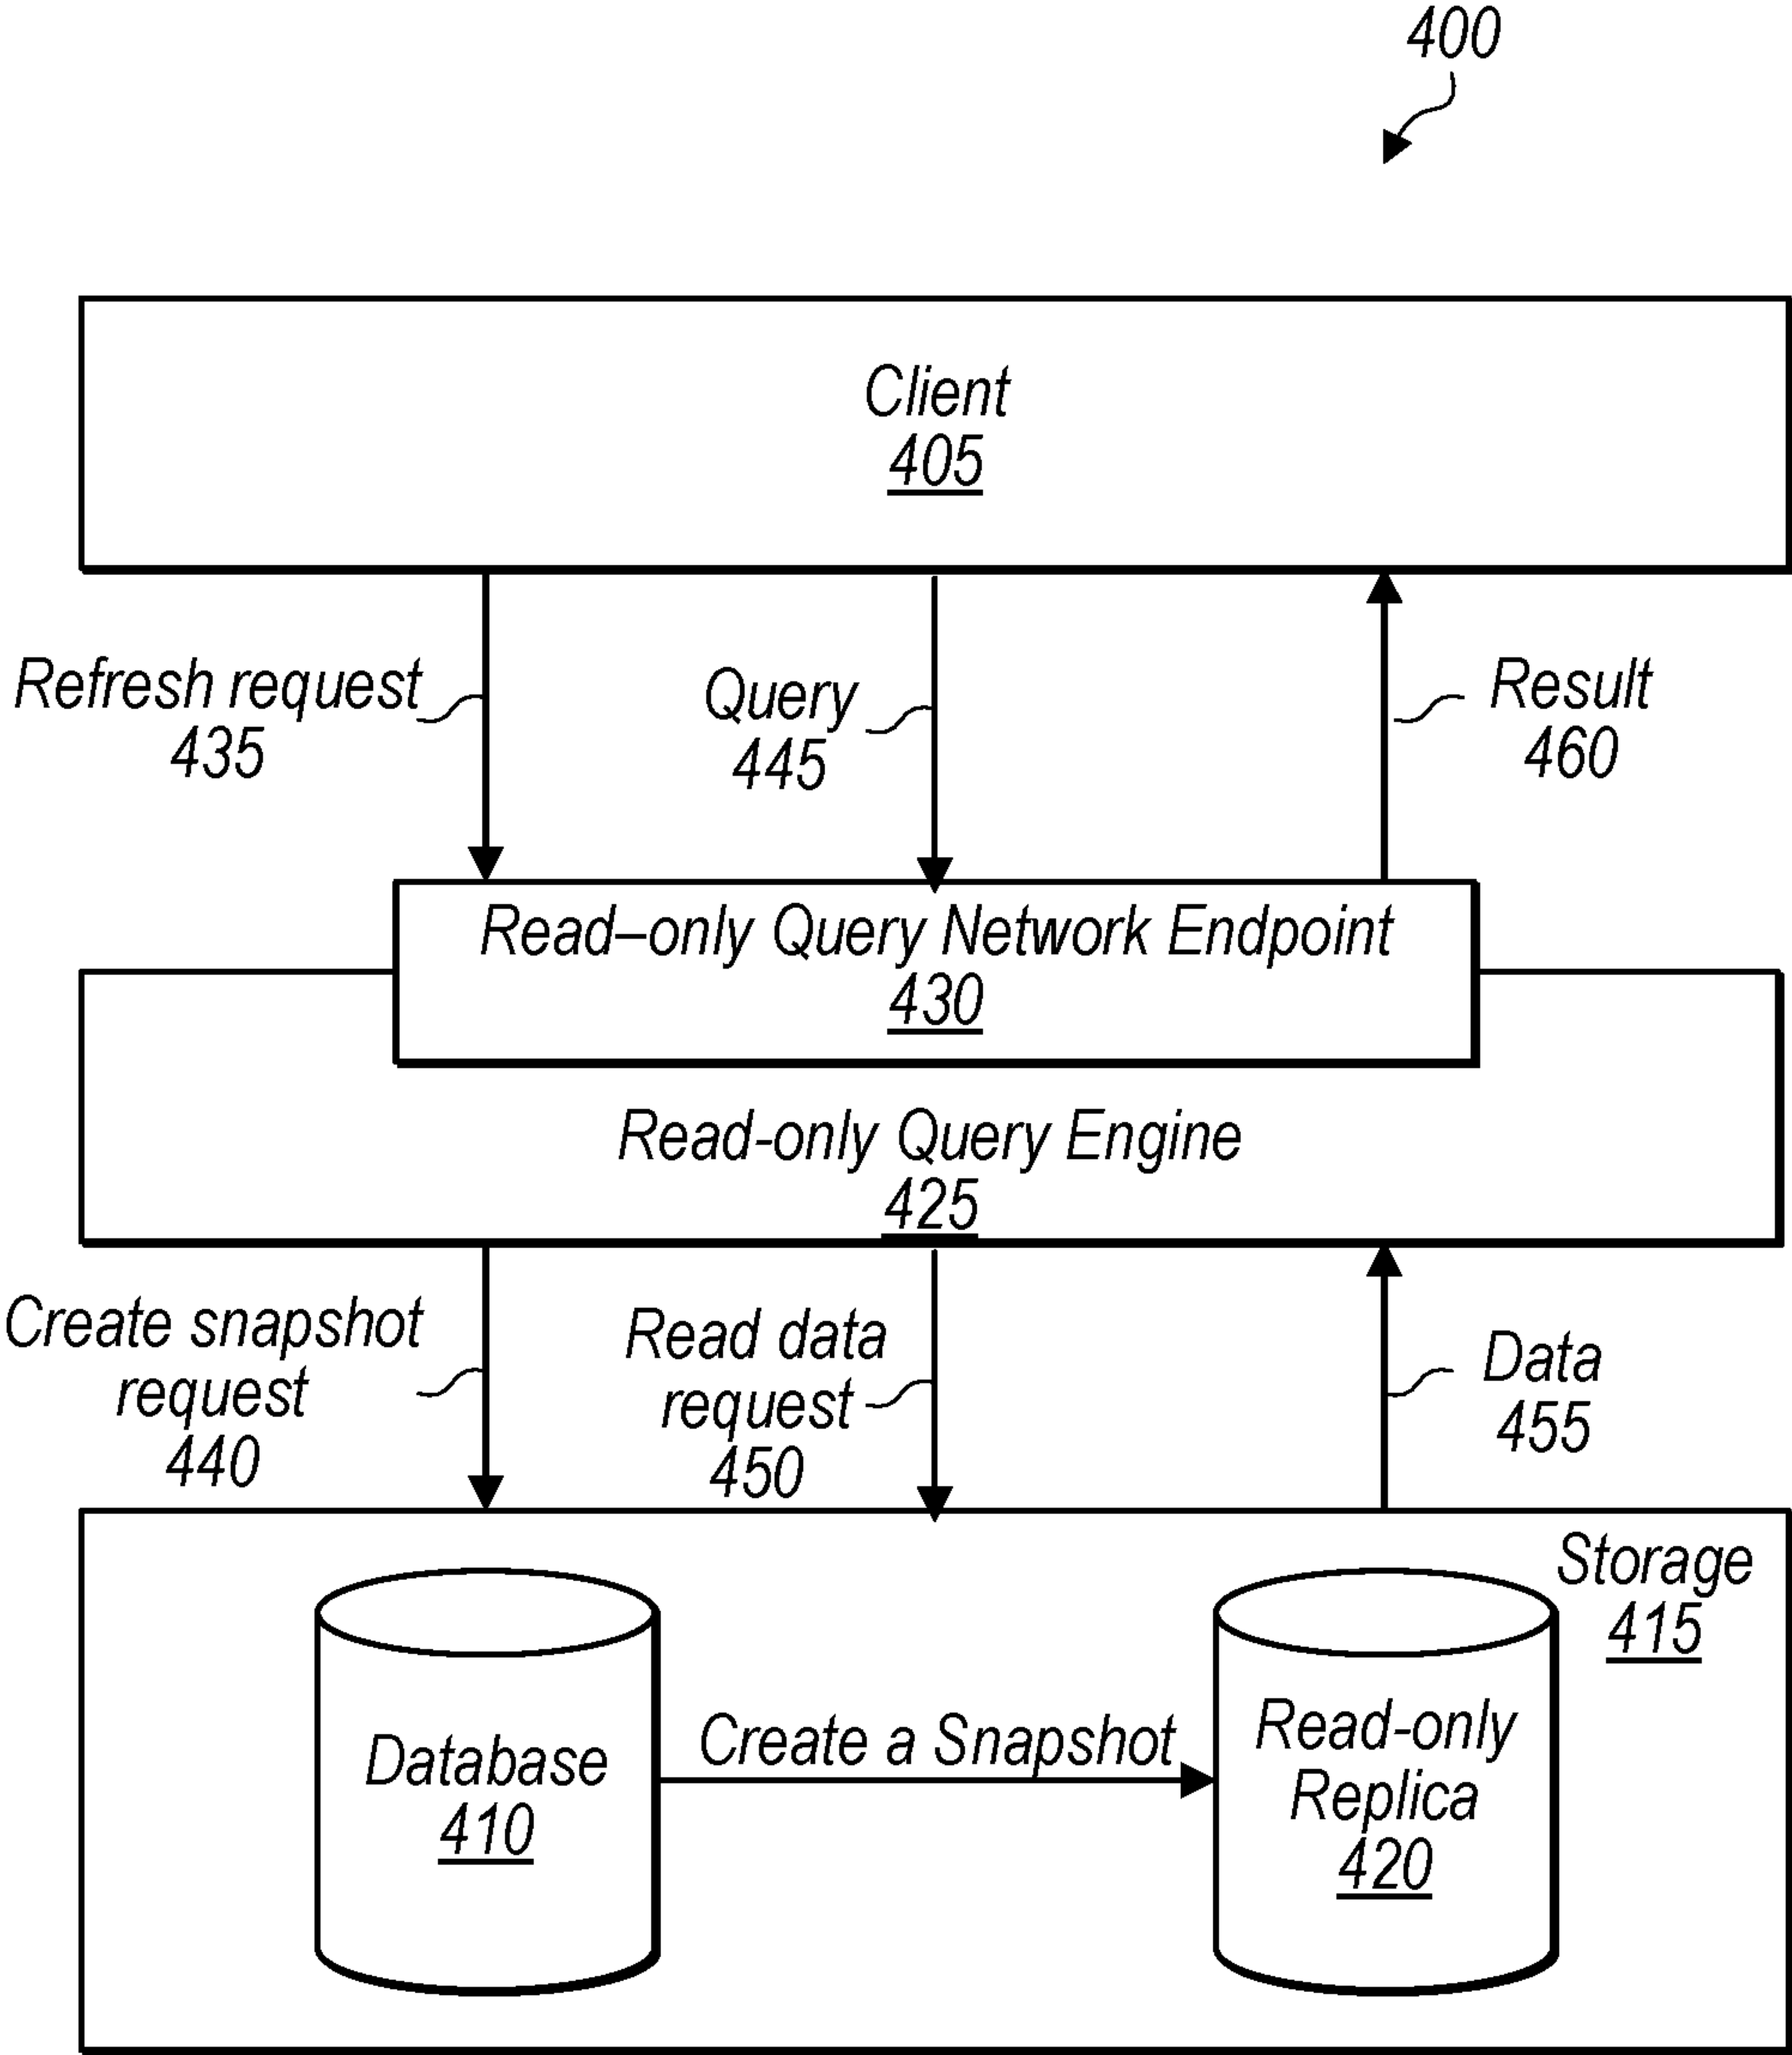 400
Client
405
Refresh request
435
Query
445
Result
460
Read–only Query Network Endpoint
430
Read-only Query Engine
425
Create snapshot
request
440
Read data
request
450
Data
455
Storage
415
Database
410
Create a Snapshot
Read-only
Replica
420